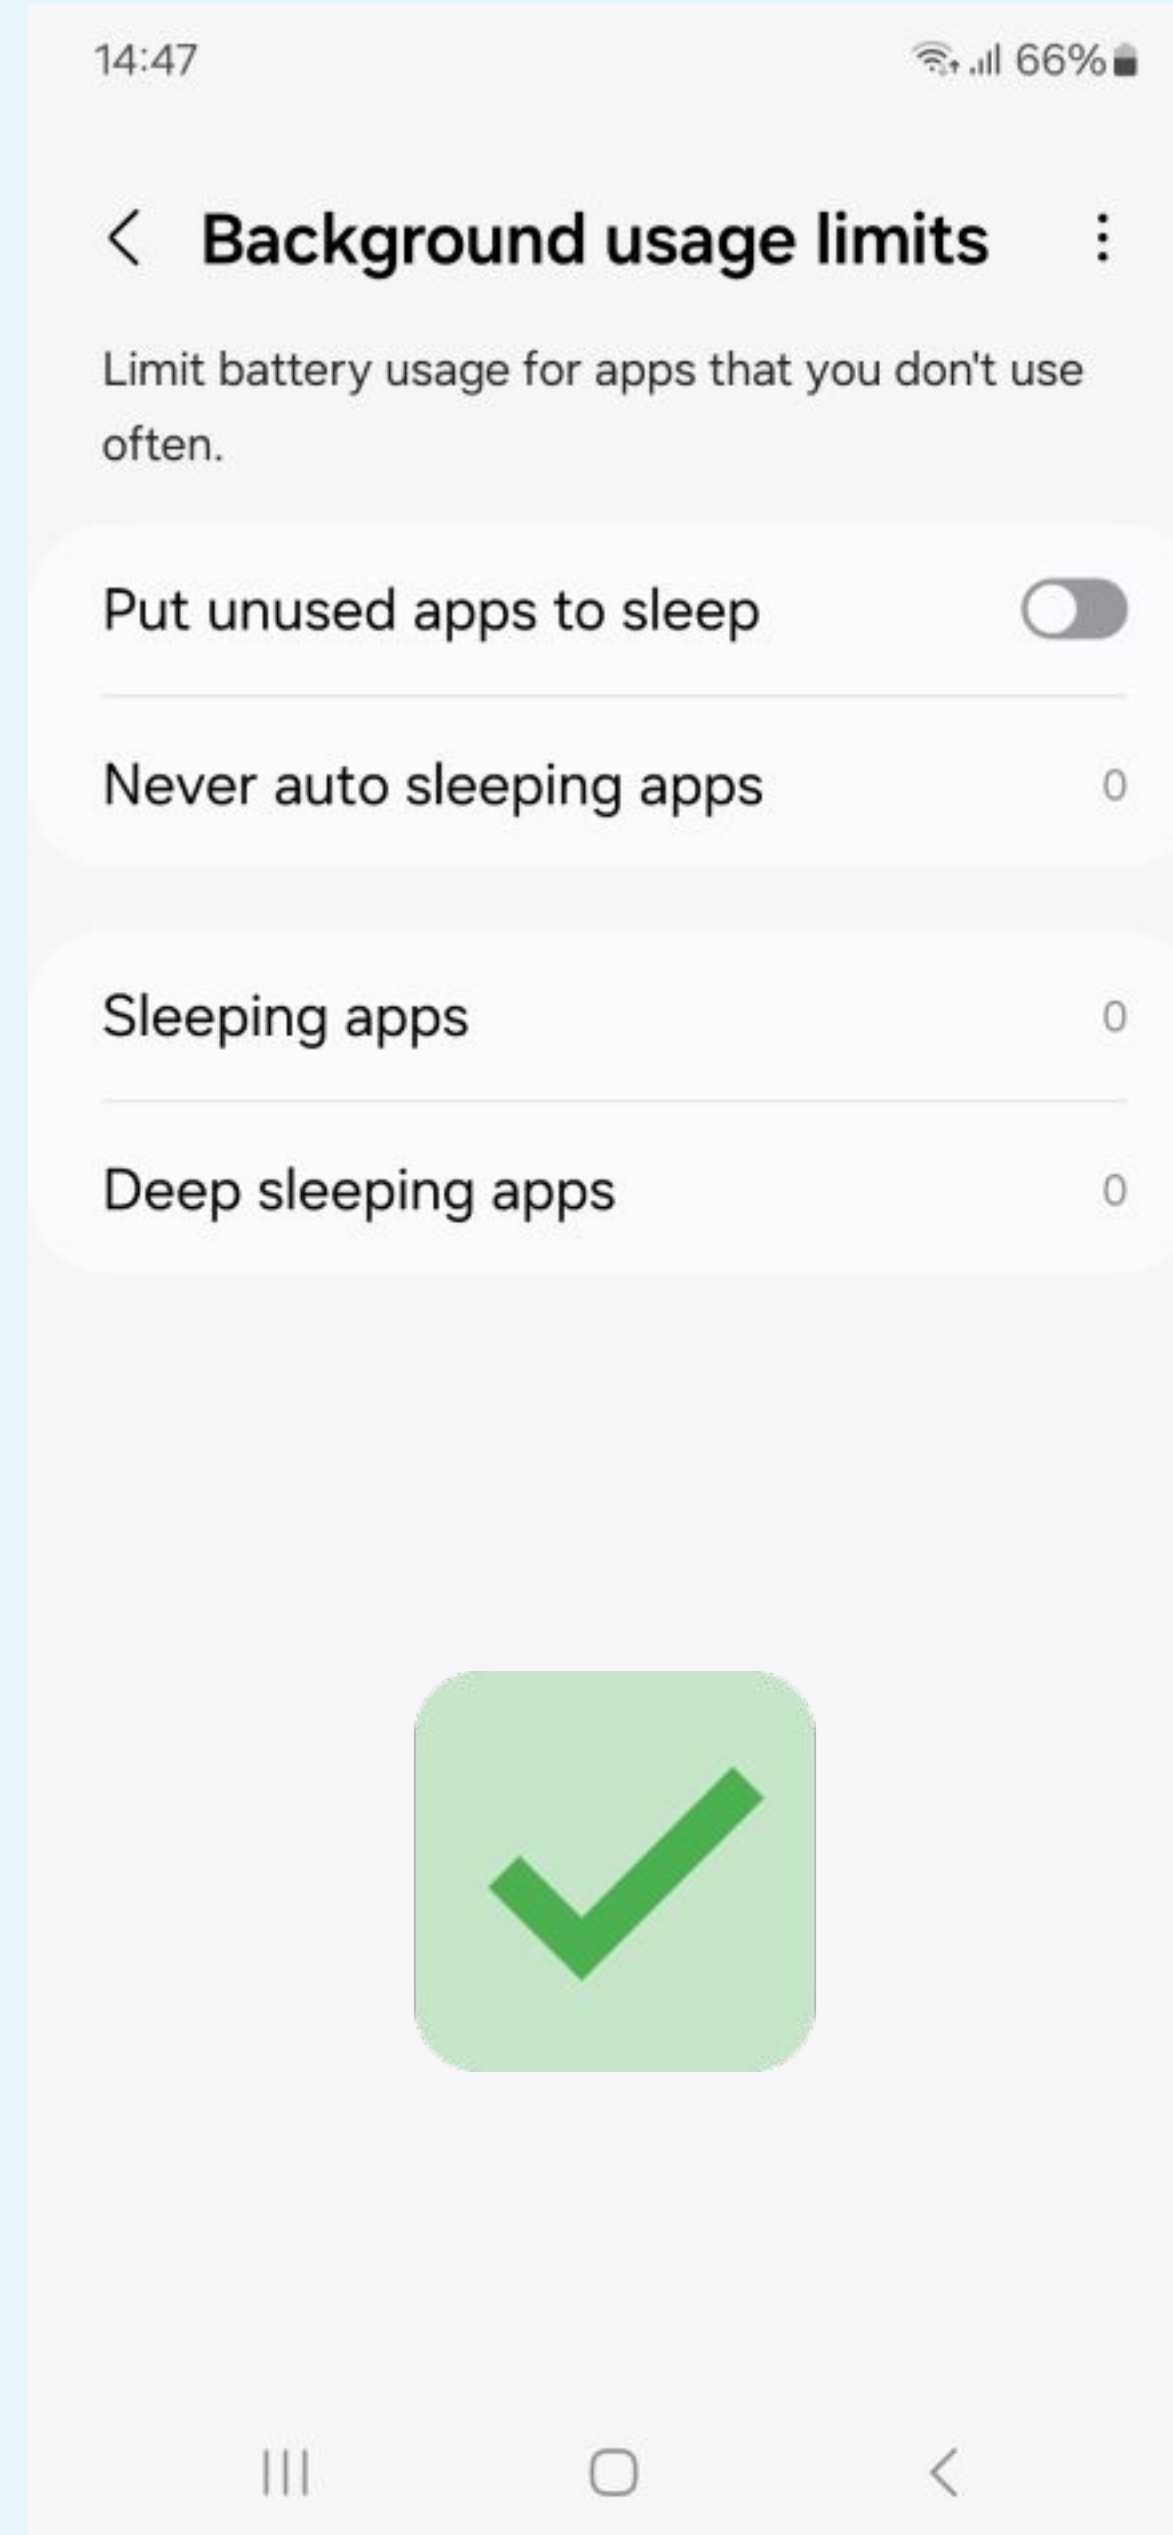 14:47 66%
Background usage limits
Limit battery usage for apps that you don't use
often.
Put unused apps to sleep
Never auto sleeping apps 0
Sleeping apps 0
Deep sleeping apps 0